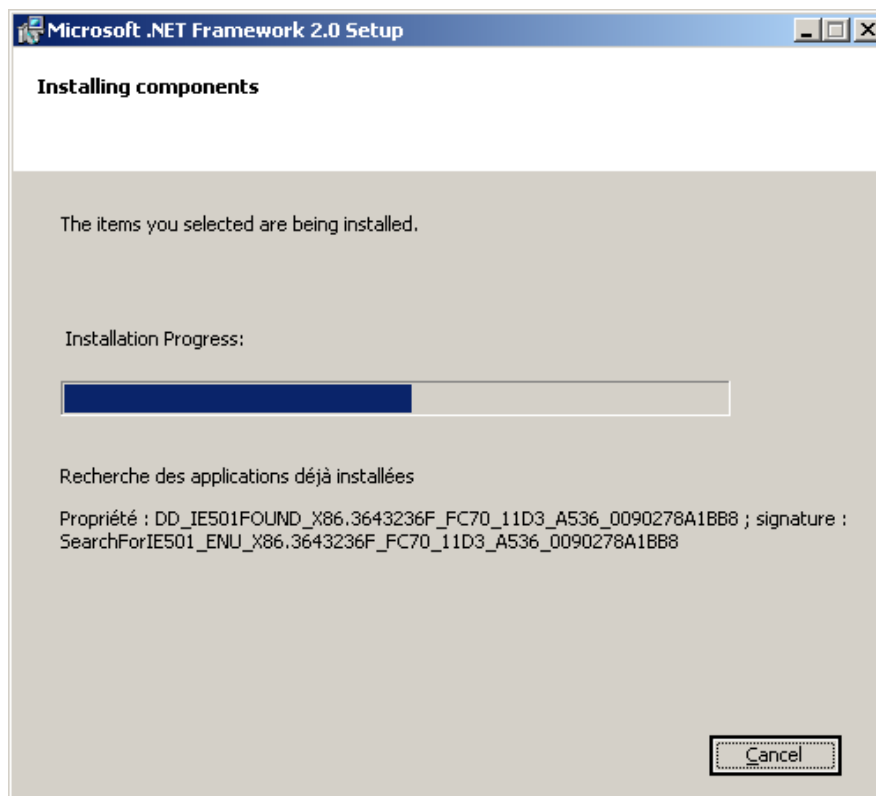 Microsoft .NET Framework 2.0 Setup
Installing components
The items you selected are being installed.
Installation Progress:
Recherche des applications déjà installées
Propriété : DD_IE501FOUND_X86.3643236F_FC70_11D3_A536_0090278A1BB8 ; signature :
SearchForIE501_ENU_X86.3643236F_FC70_11D3_A536_0090278A1BB8
Cancel